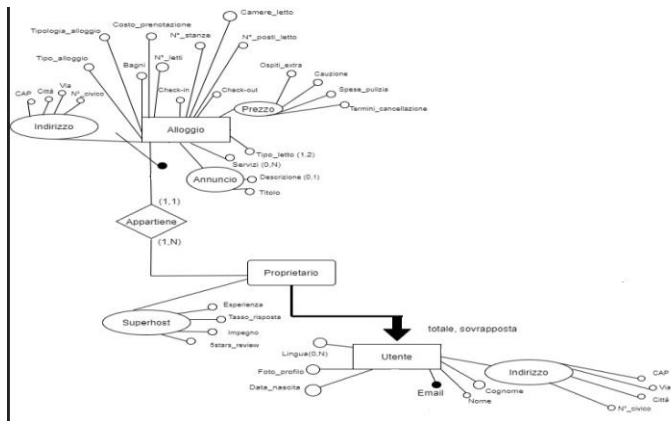 Camere_letto
Costo_prenotazione
Tipologia_alloggio
N°_stanze
N°_posti_letto
Tipo_alloggio
Bagni
N°_letti
Ospiti_extra
Cauzione
Spese_pulizia
Termini_cancellazione
Check-in
Check-out
Prezzo
CAP
Città
Via
N°_civico
Indirizzo
Alloggio
Tipo_letto (1,2)
Servizi (0,N)
Annuncio
Descrizione (0,1)
Titolo
(1,1)
Appartiene
(1,N)
Proprietario
Superhost
Esperienza
Tasso_risposta
Impegno
5stars_review
totale, sovrapposta
Lingua(0,N)
Utente
Foto_profilo
Data_nascita
Email
Nome
Cognome
Indirizzo
CAP
Via
Città
N°_civico